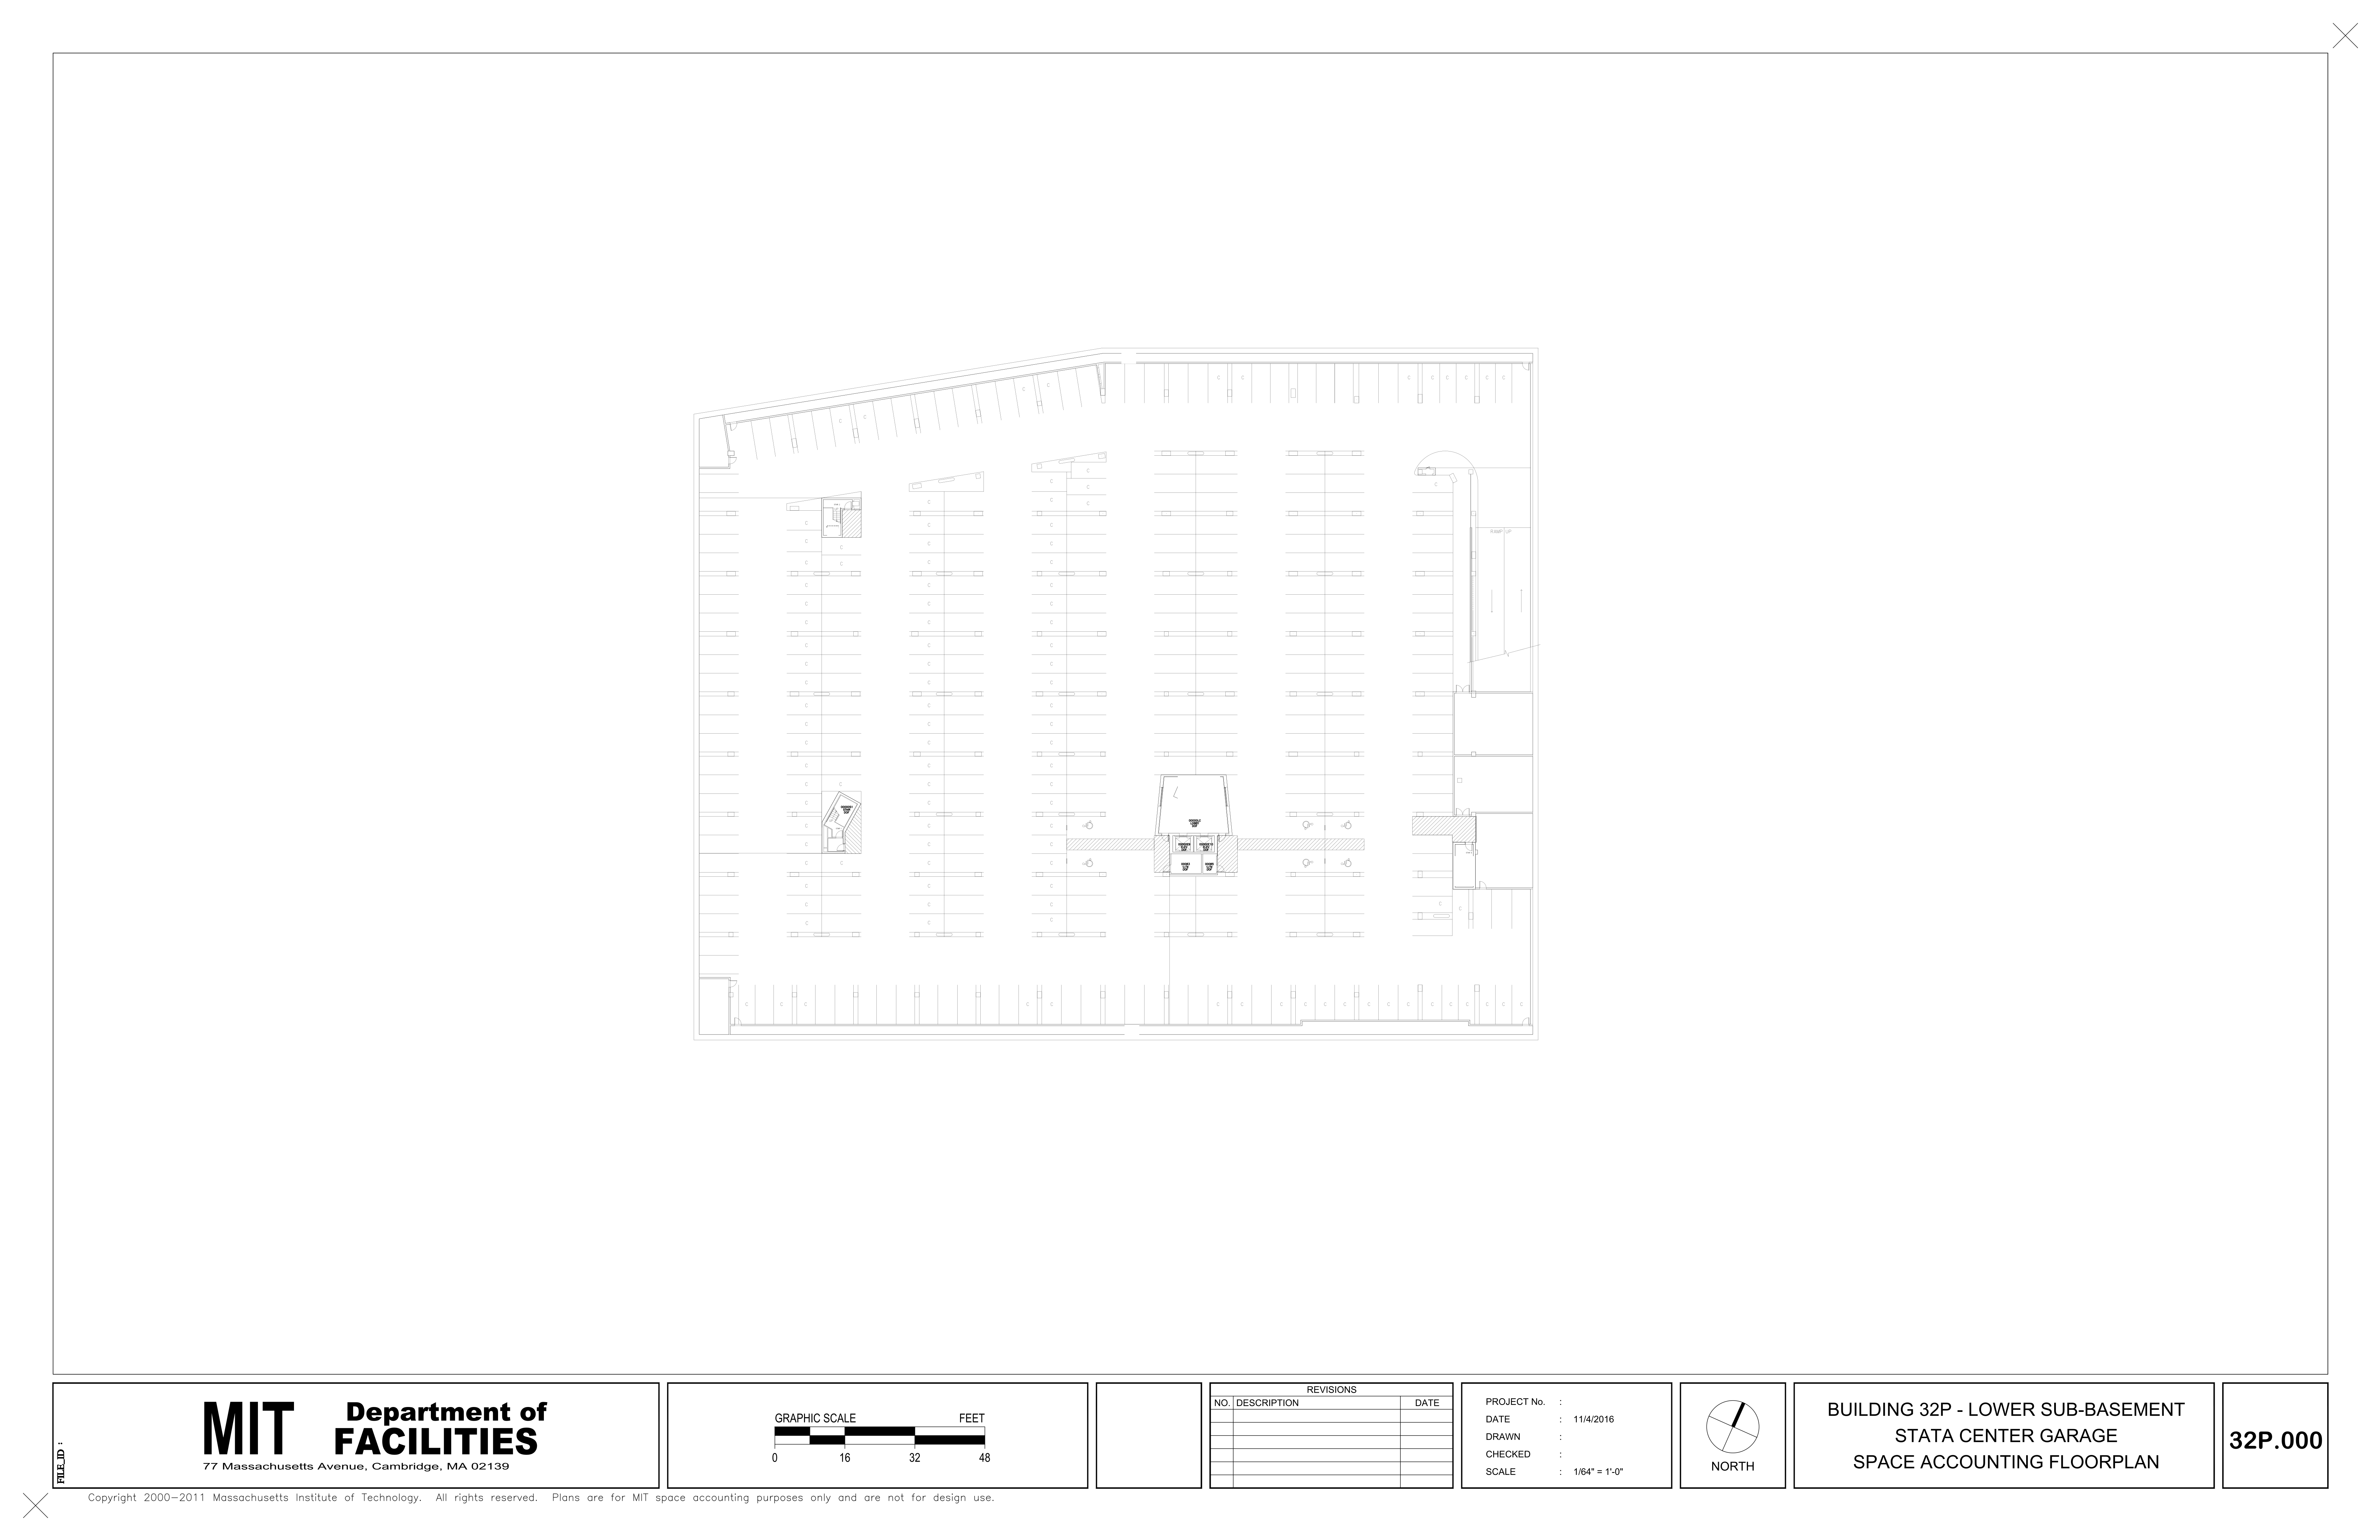 RAMP UP
MIT
Department of
FACILITIES
77 Massachusetts Avenue, Cambridge, MA 02139
FILE_ID :
GRAPHIC SCALE FEET
0 16 32 48
REVISIONS
NO. DESCRIPTION DATE
PROJECT No. :
DATE : 11/4/2016
DRAWN :
CHECKED :
SCALE : 1/64" = 1'-0"
NORTH
BUILDING 32P - LOWER SUB-BASEMENT
STATA CENTER GARAGE
SPACE ACCOUNTING FLOORPLAN
32P.000
Copyright 2000-2011 Massachusetts Institute of Technology. All rights reserved. Plans are for MIT space accounting purposes only and are not for design use.